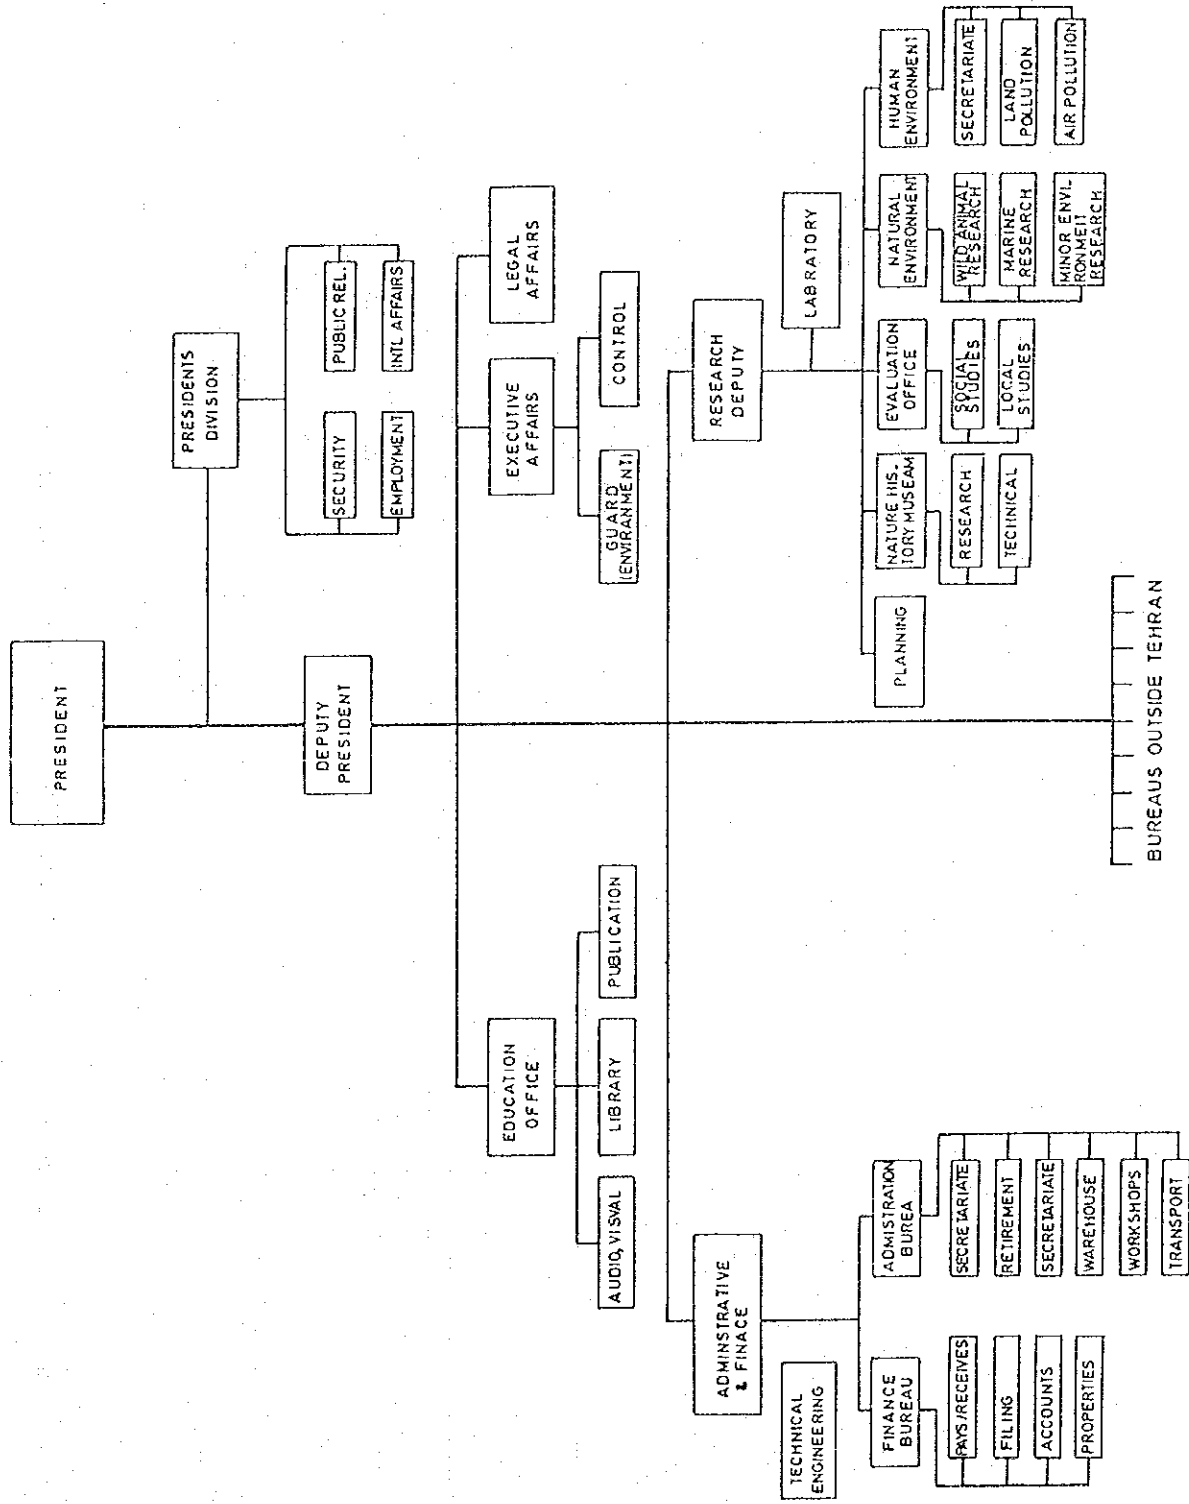 PRESIDENT
PRESIDENTS
DIVISION
SECURITY
PUBLIC REL.
EMPLOYMENT
INTL AFFAIRS
DEPUTY
PRESIDENT
EDUCATION
OFFICE
EXECUTIVE
AFFAIRS
LEGAL
AFFAIRS
AUDIO,VISVAL
LIBRARY
PUBLICATION
GUARD
(ENVIRANMENT)
CONTROL
ADMINSTRATIVE
& FINACE
RESEARCH
DEPUTY
TECHNICAL
ENGINEERING
LABRATORY
FINANCE
BUREAU
ADMISTRATION
BUREA
PLANNING
NATURE HIS_
TORY MUSEAM
EVALUATION
OFFICE
NATURAL
ENVIRONMENT
HUMAN
ENVIRONMENT
PAYS/RECEIVES
SECRETARIATE
RESEARCH
SOCIAL
STUDIES
WILD ANIMAL
RESEARCH
SECRETARIATE
FILING
RETIREMENT
TECHNICAL
LOCAL
STUDIES
MARINE
RESEARCH
LAND
POLLUTION
ACCOUNTS
SECRETARIATE
MINOR ENVI_
RONMEIT
RESEARCH
AIR POLLUTION
PROPERTIES
WAREHOUSE
WORKSHOPS
TRANSPORT
BUREAUS OUTSIDE TEHRAN